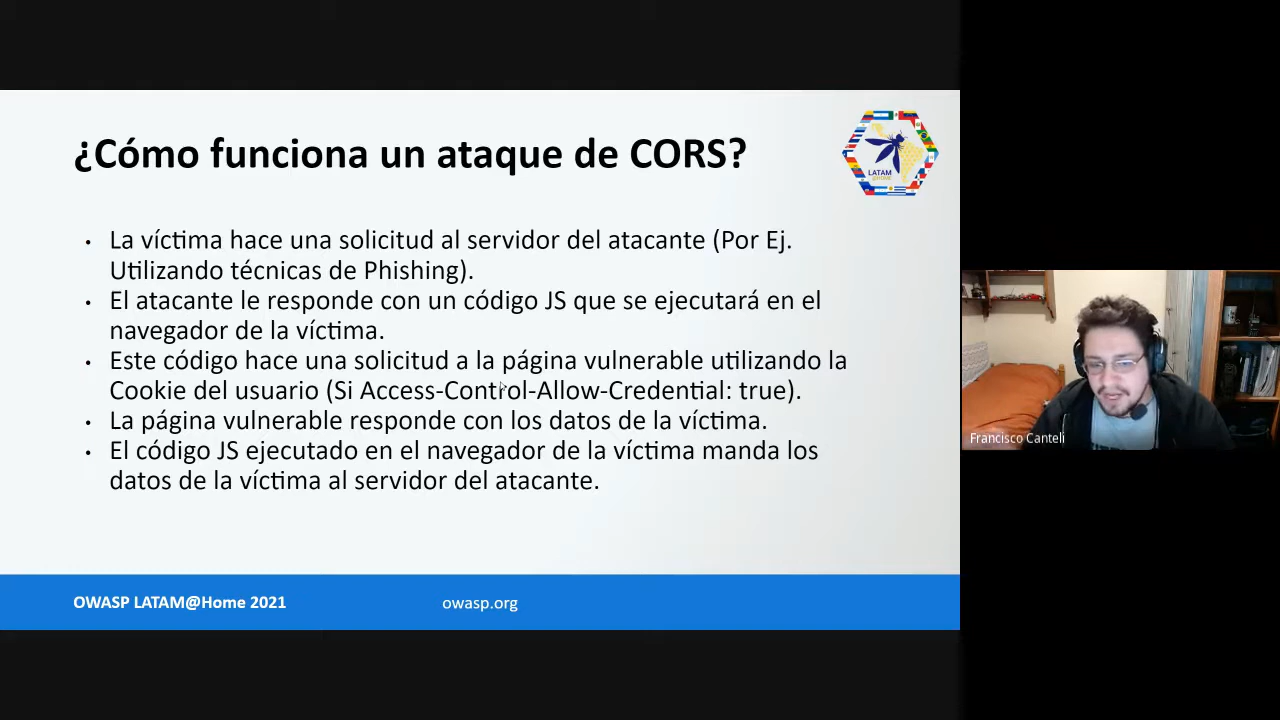 ¿Cómo funciona un ataque de CORS?
LATAM
@HOME
• La víctima hace una solicitud al servidor del atacante (Por Ej.
Utilizando técnicas de Phishing).
• El atacante le responde con un código JS que se ejecutará en el
navegador de la víctima.
• Este código hace una solicitud a la página vulnerable utilizando la
Cookie del usuario (Si Access-Control-Allow-Credential: true).
• La página vulnerable responde con los datos de la víctima.
• El código JS ejecutado en el navegador de la víctima manda los
datos de la víctima al servidor del atacante.
OWASP LATAM@Home 2021
owasp.org
Francisco Canteli